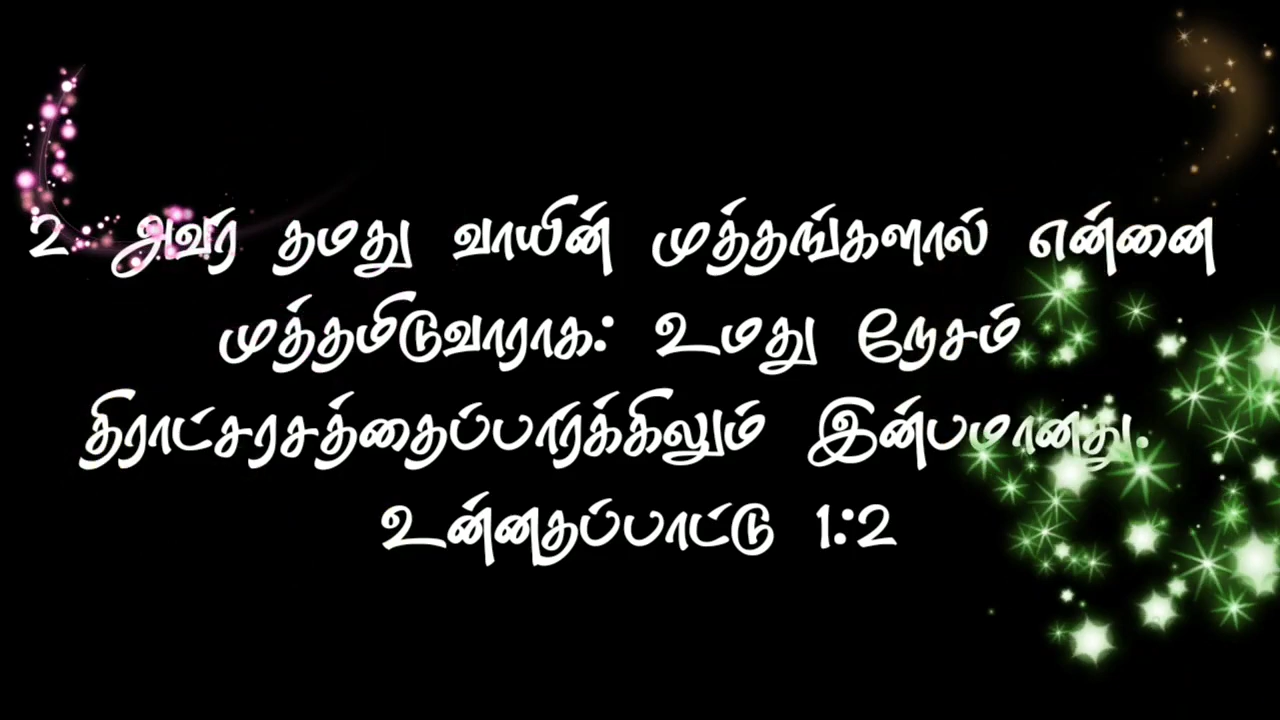 2 அவர் தமது வாயின் முத்தங்களால் என்னை
முத்தமிடுவாராக: உமது நேசம்
திராட்சரசத்தைப்பார்க்கிலும் இன்பமானது.
உன்னதப்பாட்டு 1:2